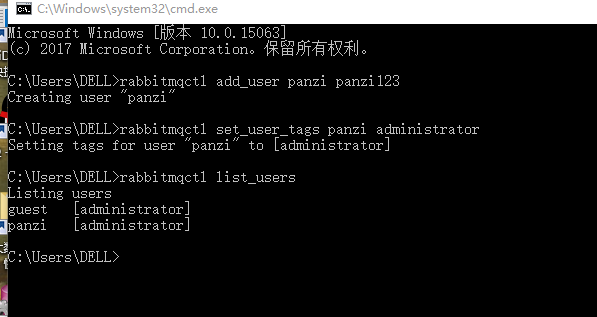 C:\Windows\system32\cmd.exe
Microsoft Windows [版本 10.0.15063]
(c) 2017 Microsoft Corporation。保留所有权利。
C:\Users\DELL>rabbitmqctl add_user panzi panzi123
Creating user "panzi"
C:\Users\DELL>rabbitmqctl set_user_tags panzi administrator
Setting tags for user "panzi" to [administrator]
C:\Users\DELL>rabbitmqctl list_users
Listing users
guest   [administrator]
panzi   [administrator]
C:\Users\DELL>